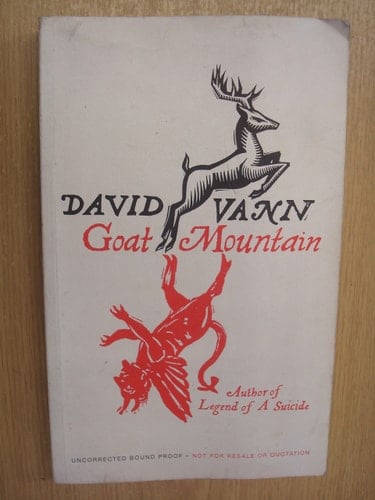 DAVID VANN
Goat Mountain
Author of
Legend of A Suicide
UNCORRECTED BOUND PROOF - NOT FOR RESALE OR QUOTATION